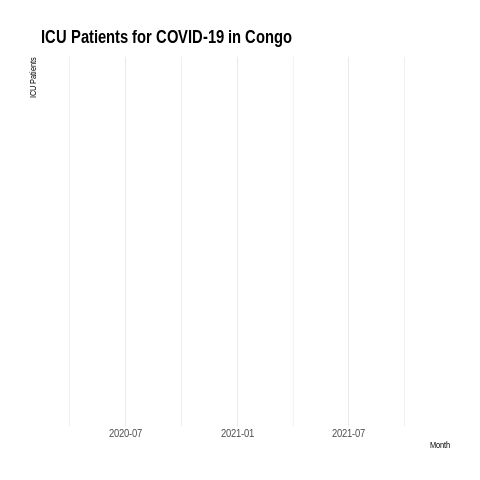 ICU Patients for COVID-19 in Congo
ICU Patients
2020-07
2021-01
2021-07
Month